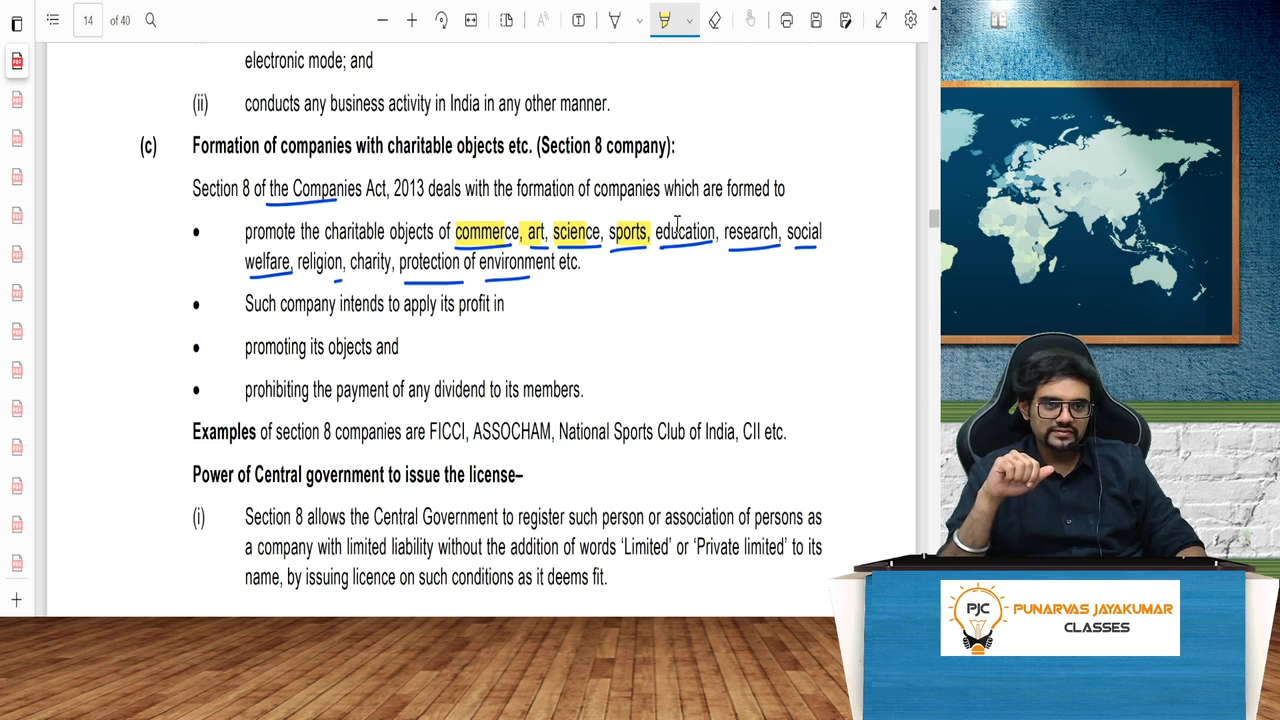 14 of 40
electronic mode; and
(ii) conducts any business activity in India in any other manner.
(c) Formation of companies with charitable objects etc. (Section 8 company):
Section 8 of the Companies Act, 2013 deals with the formation of companies which are formed to
• promote the charitable objects of commerce, art, science, sports, education, research, social
welfare, religion, charity, protection of environment etc.
• Such company intends to apply its profit in
• promoting its objects and
• prohibiting the payment of any dividend to its members.
Examples of section 8 companies are FICCI, ASSOCHAM, National Sports Club of India, CII etc.
Power of Central government to issue the license–
(i) Section 8 allows the Central Government to register such person or association of persons as
a company with limited liability without the addition of words ‘Limited’ or ‘Private limited’ to its
name, by issuing licence on such conditions as it deems fit.
PJC
PUNARVAS JAYAKUMAR
CLASSES